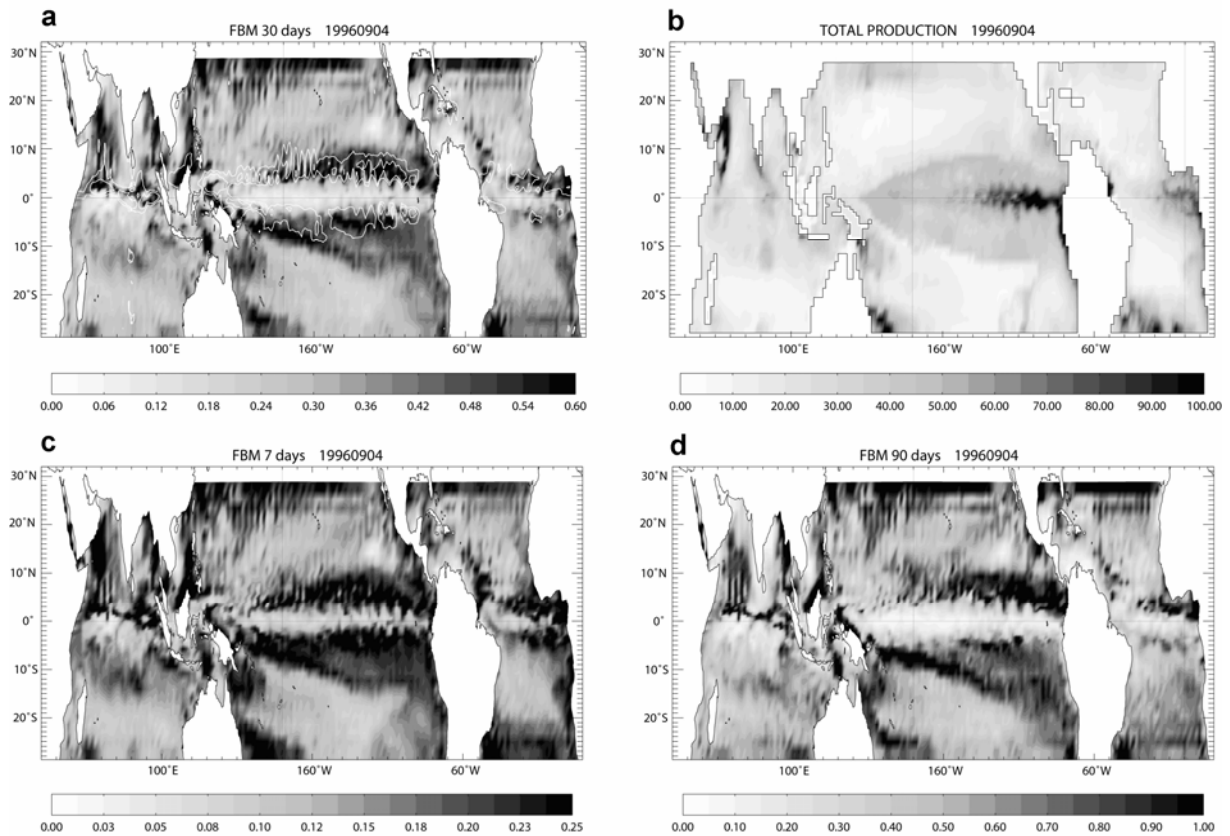 a
FBM 30 days 19960904
30°N
20°N
10°N
0°
10°S
20°S
100°E 160°W 60°W
0.00 0.06 0.12 0.18 0.24 0.30 0.36 0.42 0.48 0.54 0.60
b
TOTAL PRODUCTION 19960904
30°N
20°N
10°N
0°
10°S
20°S
100°E 160°W 60°W
0.00 10.00 20.00 30.00 40.00 50.00 60.00 70.00 80.00 90.00 100.00
c
FBM 7 days 19960904
30°N
20°N
10°N
0°
10°S
20°S
100°E 160°W 60°W
0.00 0.03 0.05 0.08 0.10 0.12 0.15 0.18 0.20 0.23 0.25
d
FBM 90 days 19960904
30°N
20°N
10°N
0°
10°S
20°S
100°E 160°W 60°W
0.00 0.10 0.20 0.30 0.40 0.50 0.60 0.70 0.80 0.90 1.00